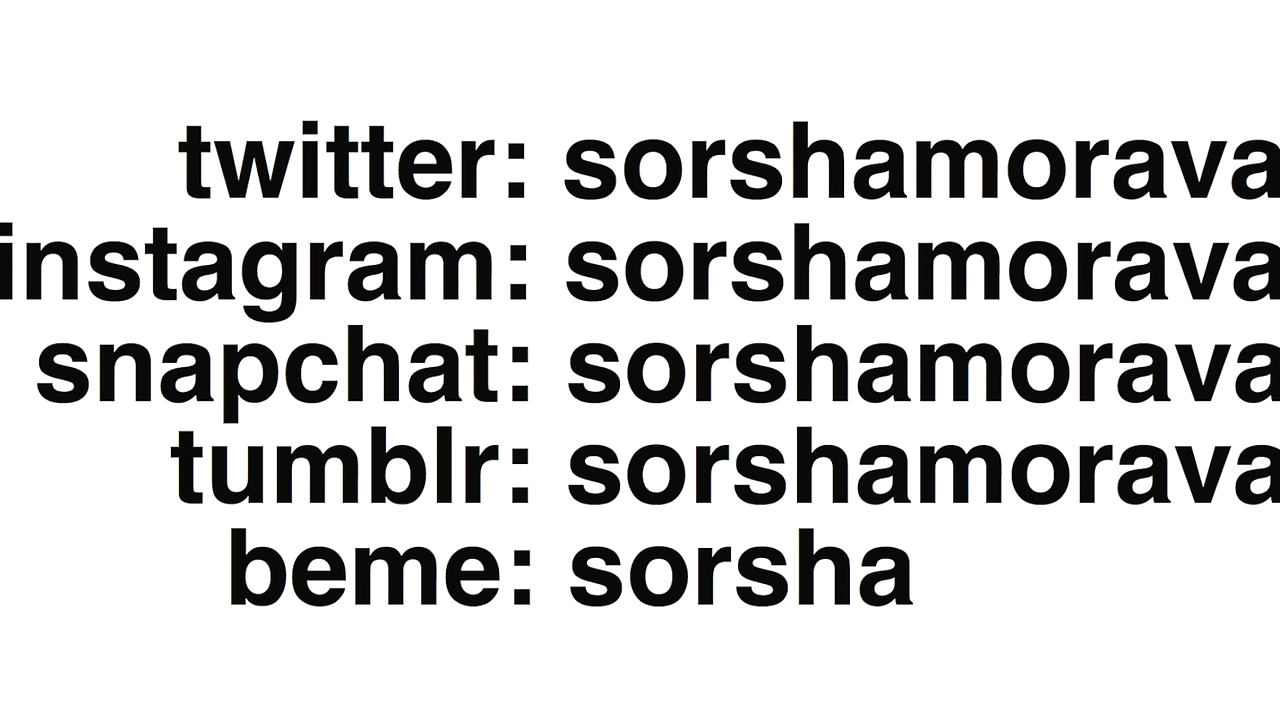 twitter: sorshamorava
instagram: sorshamorava
snapchat: sorshamorava
tumblr: sorshamorava
beme: sorsha